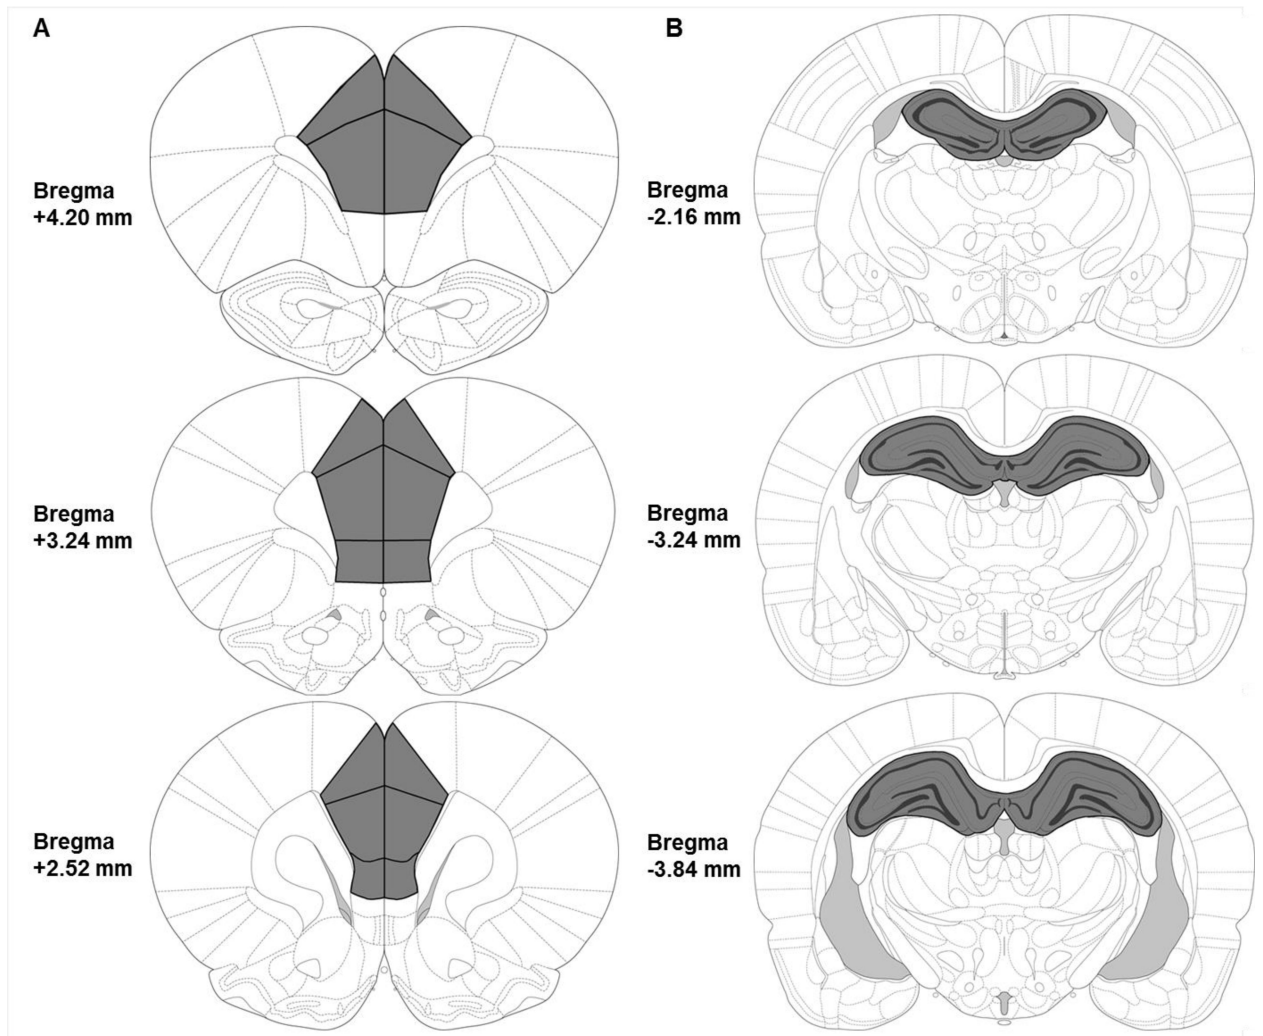 A
Bregma
+4.20 mm
Bregma
+3.24 mm
Bregma
+2.52 mm
B
Bregma
-2.16 mm
Bregma
-3.24 mm
Bregma
-3.84 mm